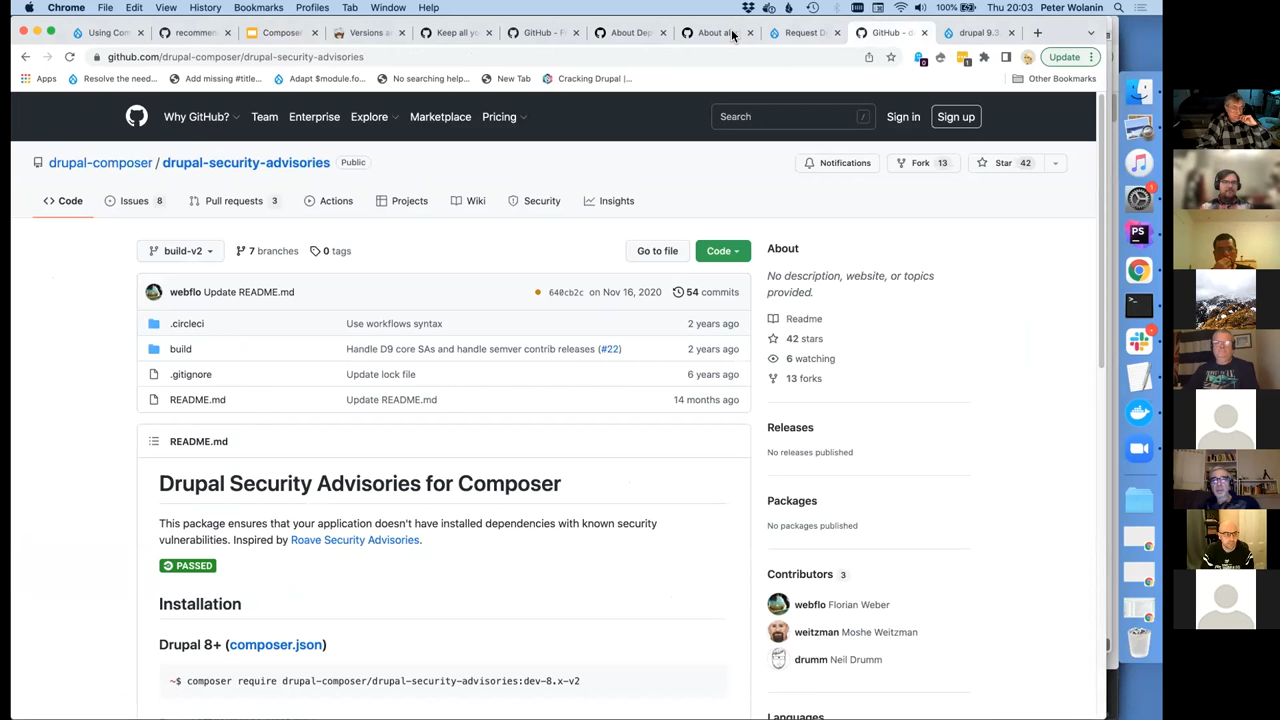 Chrome File Edit View History Bookmarks Profiles Tab Window Help 100% Thu 20:03 Peter Wolanin
Using Com recommen Compose Versions a Keep all yo GitHub - F About Dep About al Request D GitHub - d drupal 9.3.
github.com/drupal-composer/drupal-security-advisories Update
Apps Resolve the need... Add missing #title... Adapt $module.fo... No searching help... New Tab Cracking Drupal |... Other Bookmarks
Why GitHub? Team Enterprise Explore Marketplace Pricing Search / Sign in Sign up
drupal-composer / drupal-security-advisories Public Notifications Fork 13 Star 42
Code Issues 8 Pull requests 3 Actions Projects Wiki Security Insights
build-v2 7 branches 0 tags Go to file Code
webflo Update README.md 640cb2c on Nov 16, 2020 54 commits
.circleci Use workflows syntax 2 years ago
build Handle D9 core SAs and handle semver contrib releases (#22) 2 years ago
.gitignore Update lock file 6 years ago
README.md Update README.md 14 months ago
README.md
Drupal Security Advisories for Composer
This package ensures that your application doesn't have installed dependencies with known security
vulnerabilities. Inspired by Roave Security Advisories.
PASSED
Installation
Drupal 8+ (composer.json)
~$ composer require drupal-composer/drupal-security-advisories:dev-8.x-v2
About
No description, website, or topics
provided.
Readme
42 stars
6 watching
13 forks
Releases
No releases published
Packages
No packages published
Contributors 3
webflo Florian Weber
weitzman Moshe Weitzman
drumm Neil Drumm
Languages
PS